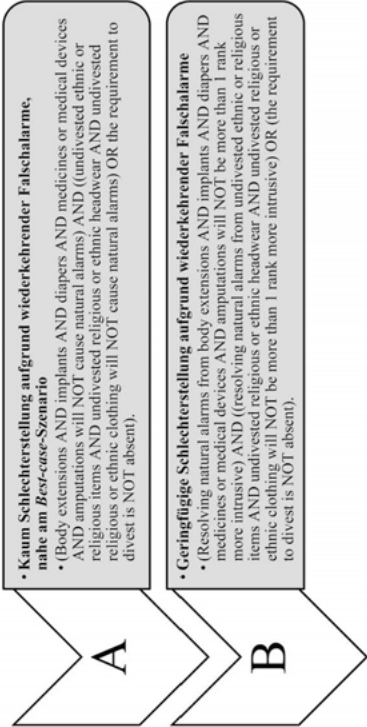 A
• Kaum Schlechterstellung aufgrund wiederkehrender Falschalarme,
nahe am Best-case-Szenario
• (Body extensions AND implants AND diapers AND medicines or medical devices
AND amputations will NOT cause natural alarms) AND ((undivested ethnic or
religious items AND undivested religious or ethnic headwear AND undivested
religious or ethnic clothing will NOT cause natural alarms) OR the requirement to
divest is NOT absent).
B
• Geringfügige Schlechterstellung aufgrund wiederkehrender Falschalarme
• (Resolving natural alarms from body extensions AND implants AND diapers AND
medicines or medical devices AND amputations will NOT be more than 1 rank
more intrusive) AND ((resolving natural alarms from undivested ethnic or religious
items AND undivested religious or ethnic headwear AND undivested religious or
ethnic clothing will NOT be more than 1 rank more intrusive) OR (the requirement
to divest is NOT absent).